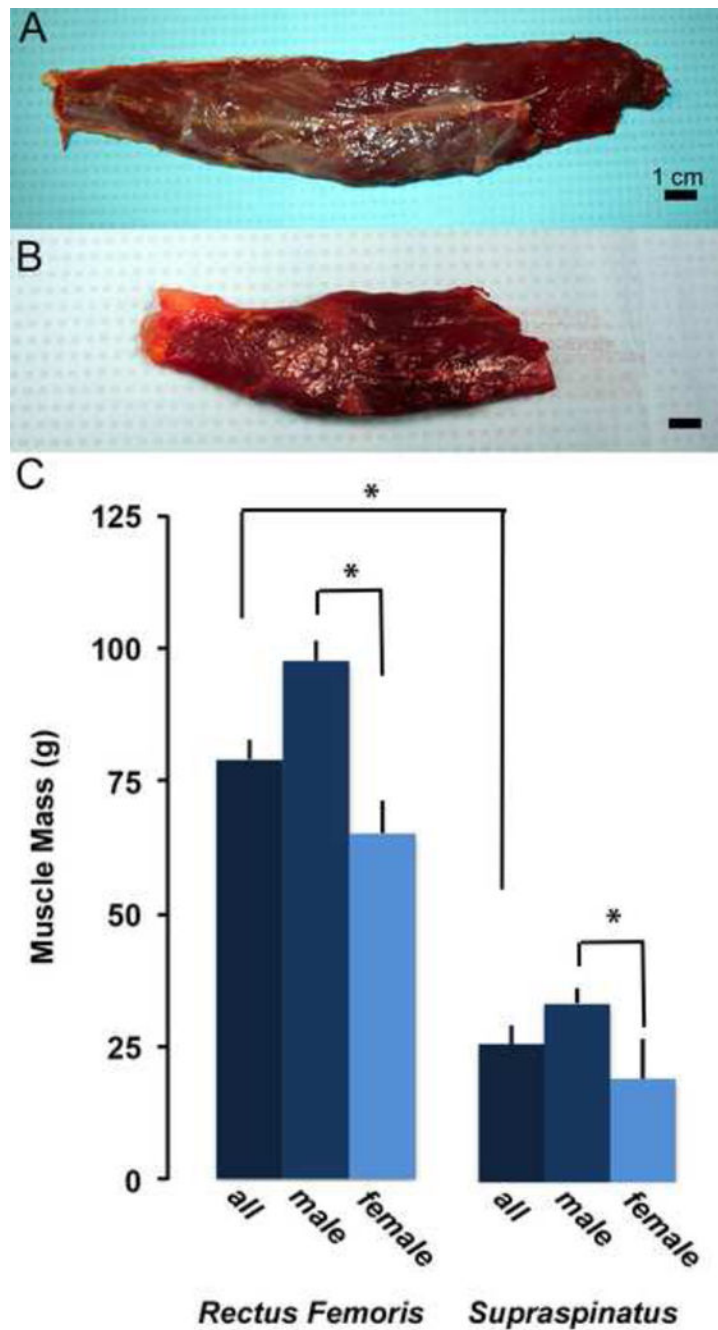 A
1 cm
B
C
*
125
*
100
75
50
*
25
0
Muscle Mass (g)
all
male
female
all
male
female
Rectus Femoris
Supraspinatus